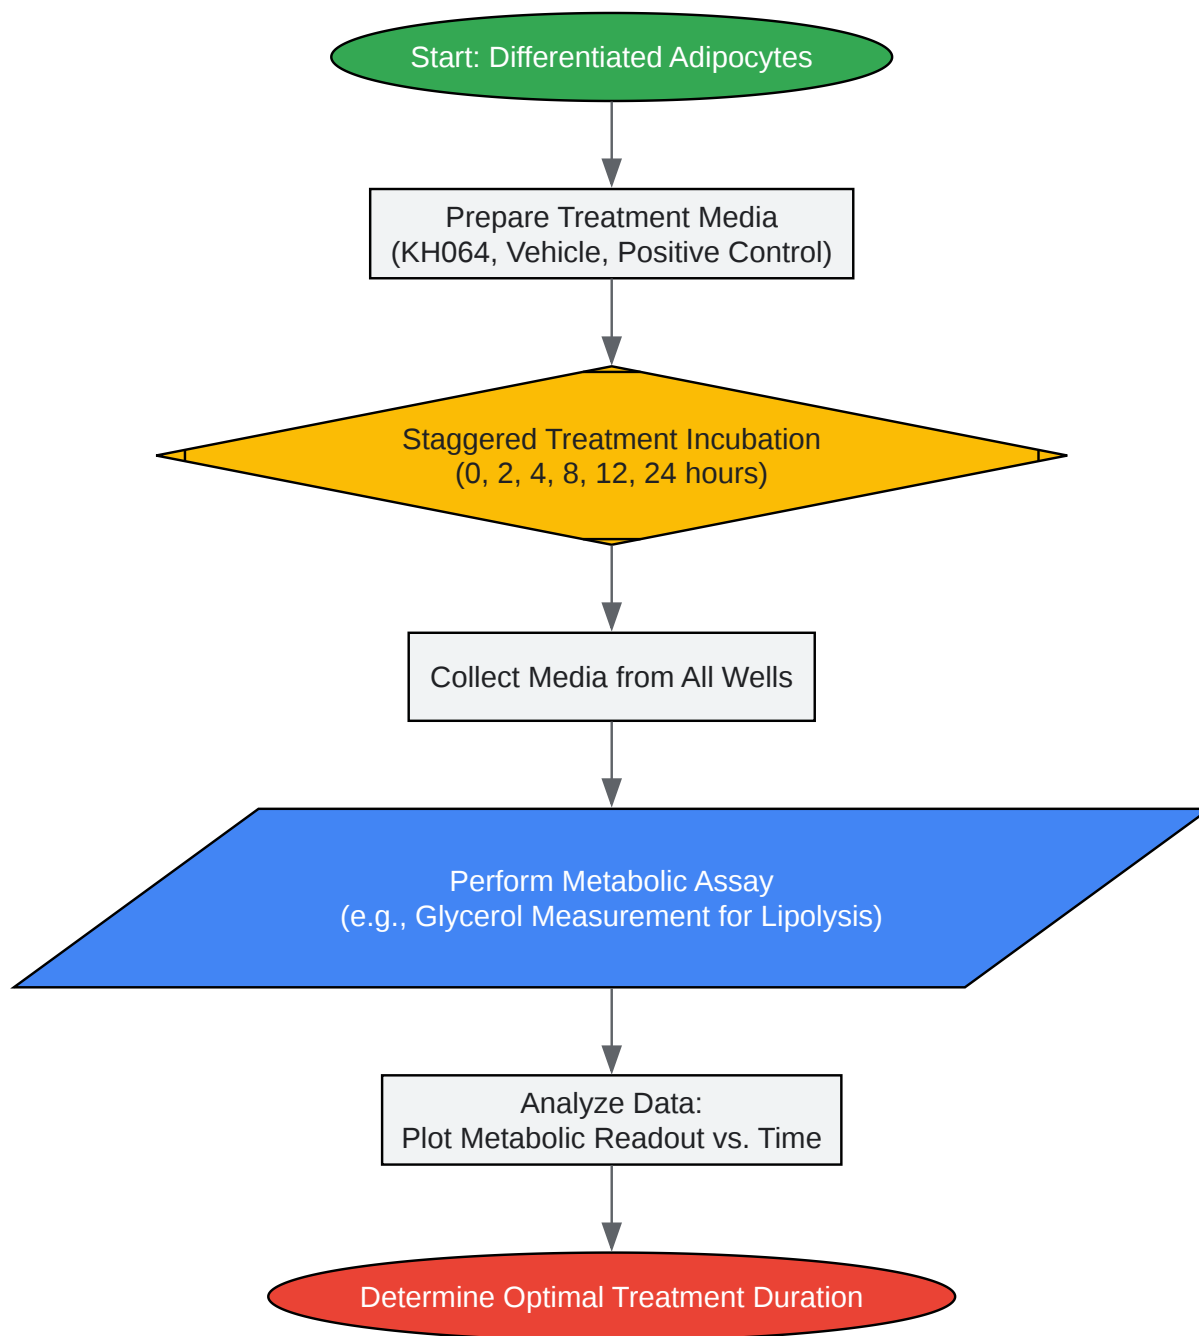 Start: Differentiated Adipocytes
Prepare Treatment Media
(KH064, Vehicle, Positive Control)
Staggered Treatment Incubation
(0, 2, 4, 8, 12, 24 hours)
Collect Media from All Wells
Perform Metabolic Assay
(e.g., Glycerol Measurement for Lipolysis)
Analyze Data:
Plot Metabolic Readout vs. Time
Determine Optimal Treatment Duration